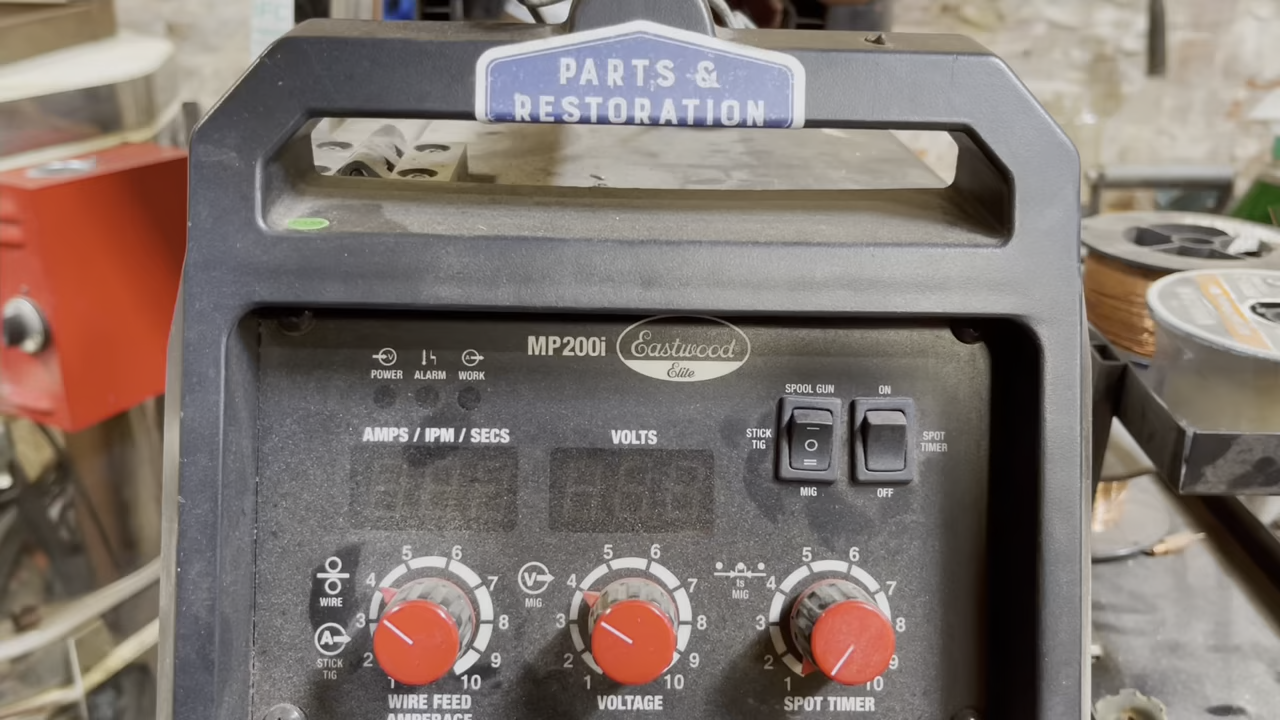 PARTS &
RESTORATION
MP200i Eastwood
Elite
POWER ALARM WORK
SPOOL GUN ON
AMPS / IPM / SECS VOLTS
STICK
TIG
SPOT
TIMER
MIG OFF
5 6 5 6 5 6
4 7 V 4 7 4 7
WIRE MIG 1s
MIG
3 8 3 8 3 8
A
STICK
TIG
2 9 2 9 2 9
1 10 1 10 1 10
WIRE FEED VOLTAGE SPOT TIMER
AMPERAGE